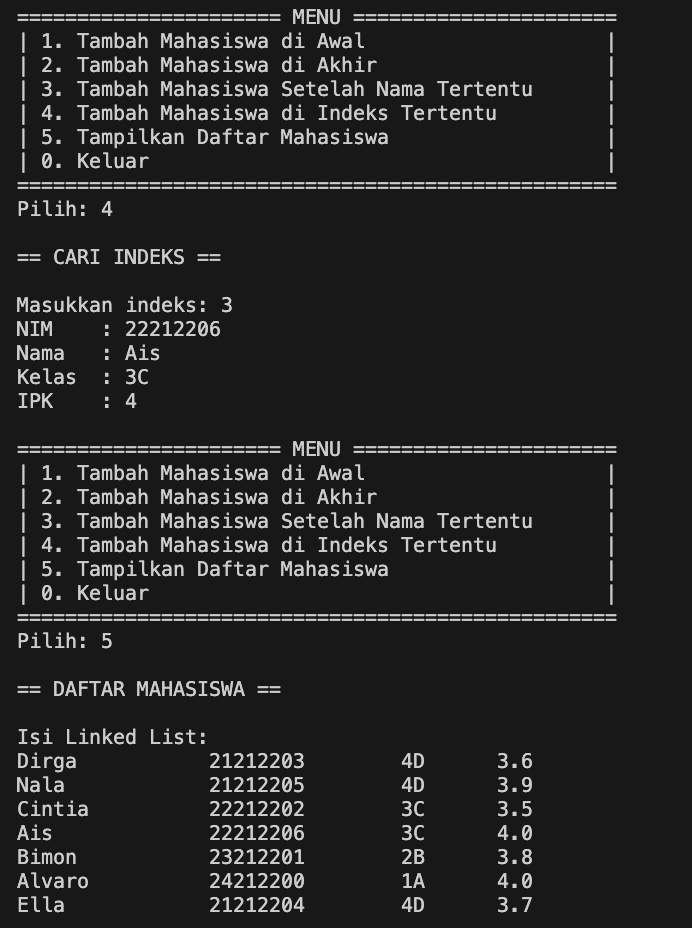 ====================== MENU ======================
| 1. Tambah Mahasiswa di Awal                    |
| 2. Tambah Mahasiswa di Akhir                   |
| 3. Tambah Mahasiswa Setelah Nama Tertentu      |
| 4. Tambah Mahasiswa di Indeks Tertentu         |
| 5. Tampilkan Daftar Mahasiswa                  |
| 0. Keluar                                      |
==================================================
Pilih: 4
== CARI INDEKS ==
Masukkan indeks: 3
NIM    : 22212206
Nama   : Ais
Kelas  : 3C
IPK    : 4
====================== MENU ======================
| 1. Tambah Mahasiswa di Awal                    |
| 2. Tambah Mahasiswa di Akhir                   |
| 3. Tambah Mahasiswa Setelah Nama Tertentu      |
| 4. Tambah Mahasiswa di Indeks Tertentu         |
| 5. Tampilkan Daftar Mahasiswa                  |
| 0. Keluar                                      |
==================================================
Pilih: 5
== DAFTAR MAHASISWA ==
Isi Linked List:
Dirga           21212203        4D      3.6
Nala            21212205        4D      3.9
Cintia          22212202        3C      3.5
Ais             22212206        3C      4.0
Bimon           23212201        2B      3.8
Alvaro          24212200        1A      4.0
Ella            21212204        4D      3.7